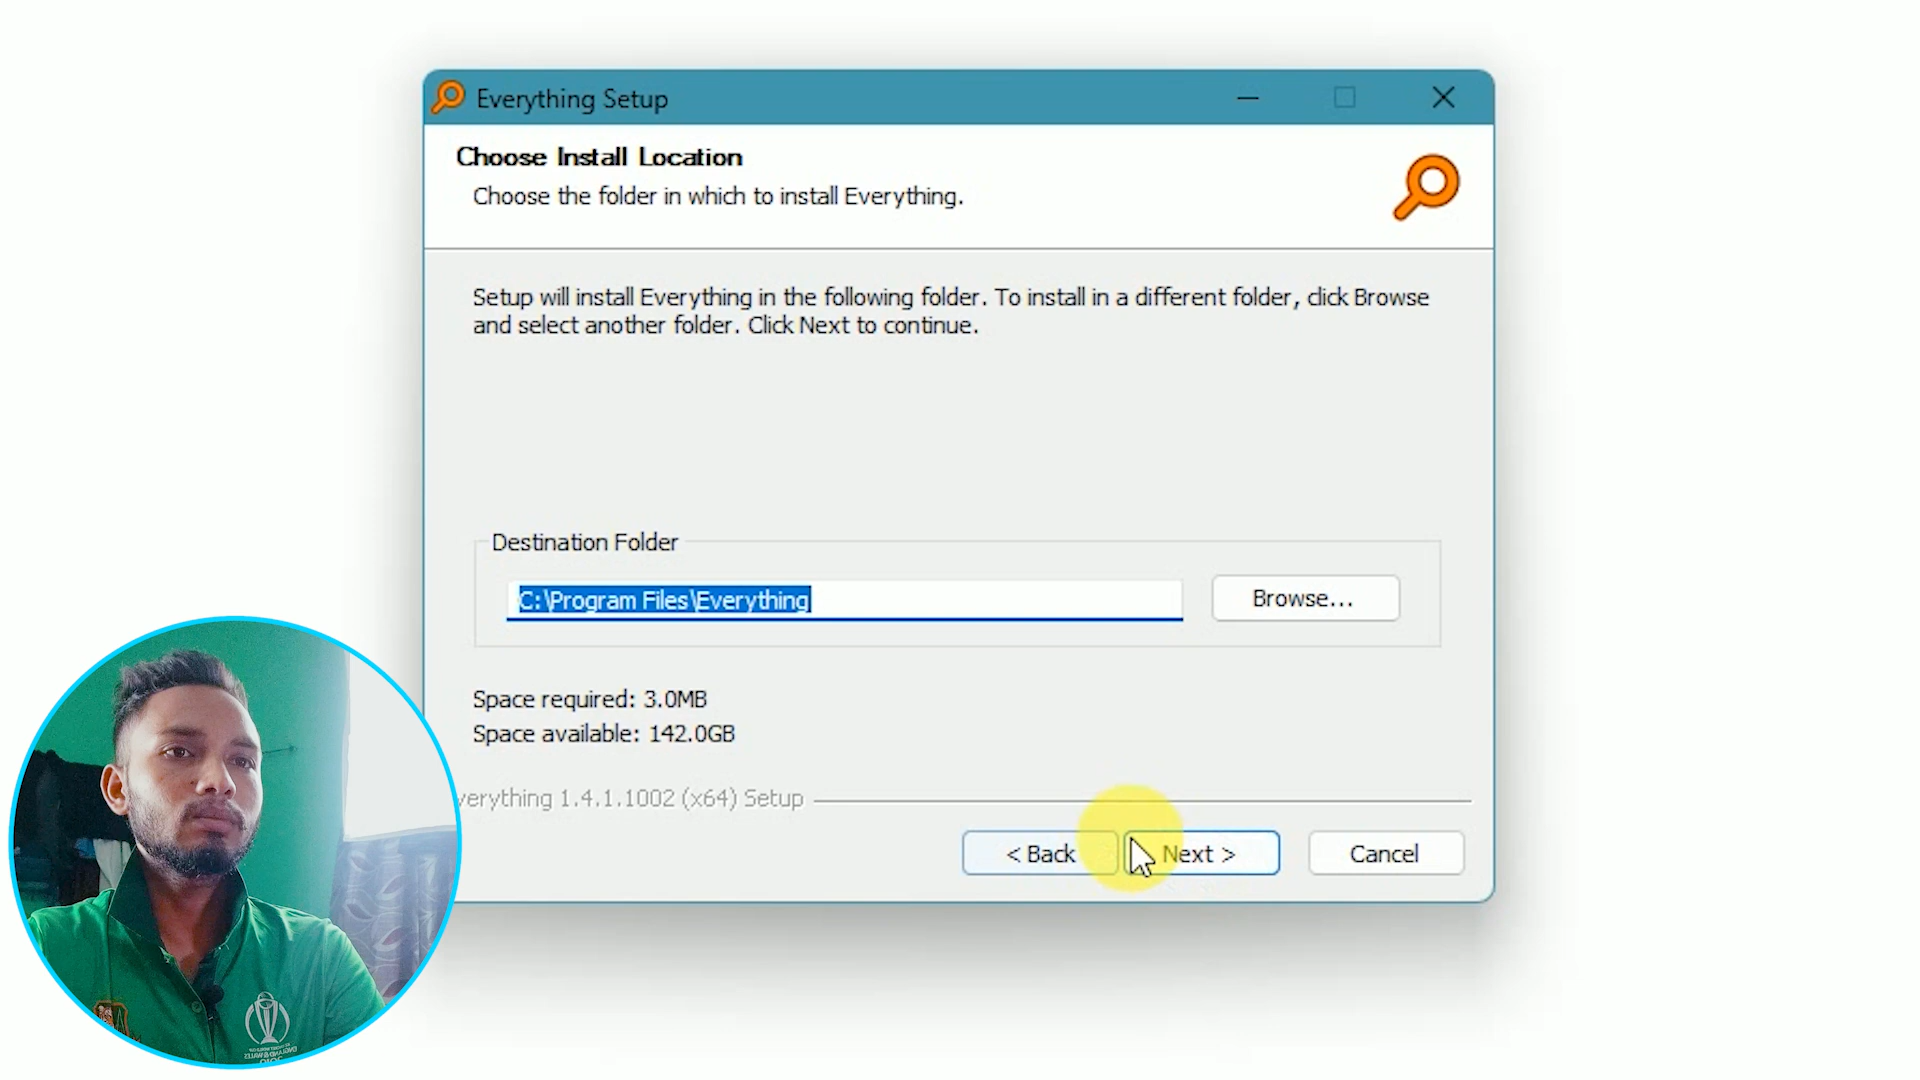 Everything Setup
Choose Install Location
Choose the folder in which to install Everything.
Setup will install Everything in the following folder. To install in a different folder, click Browse
and select another folder. Click Next to continue.
Destination Folder
C:\Program Files\Everything
Browse...
Space required: 3.0MB
Space available: 142.0GB
verything 1.4.1.1002 (x64) Setup
< Back
Next >
Cancel